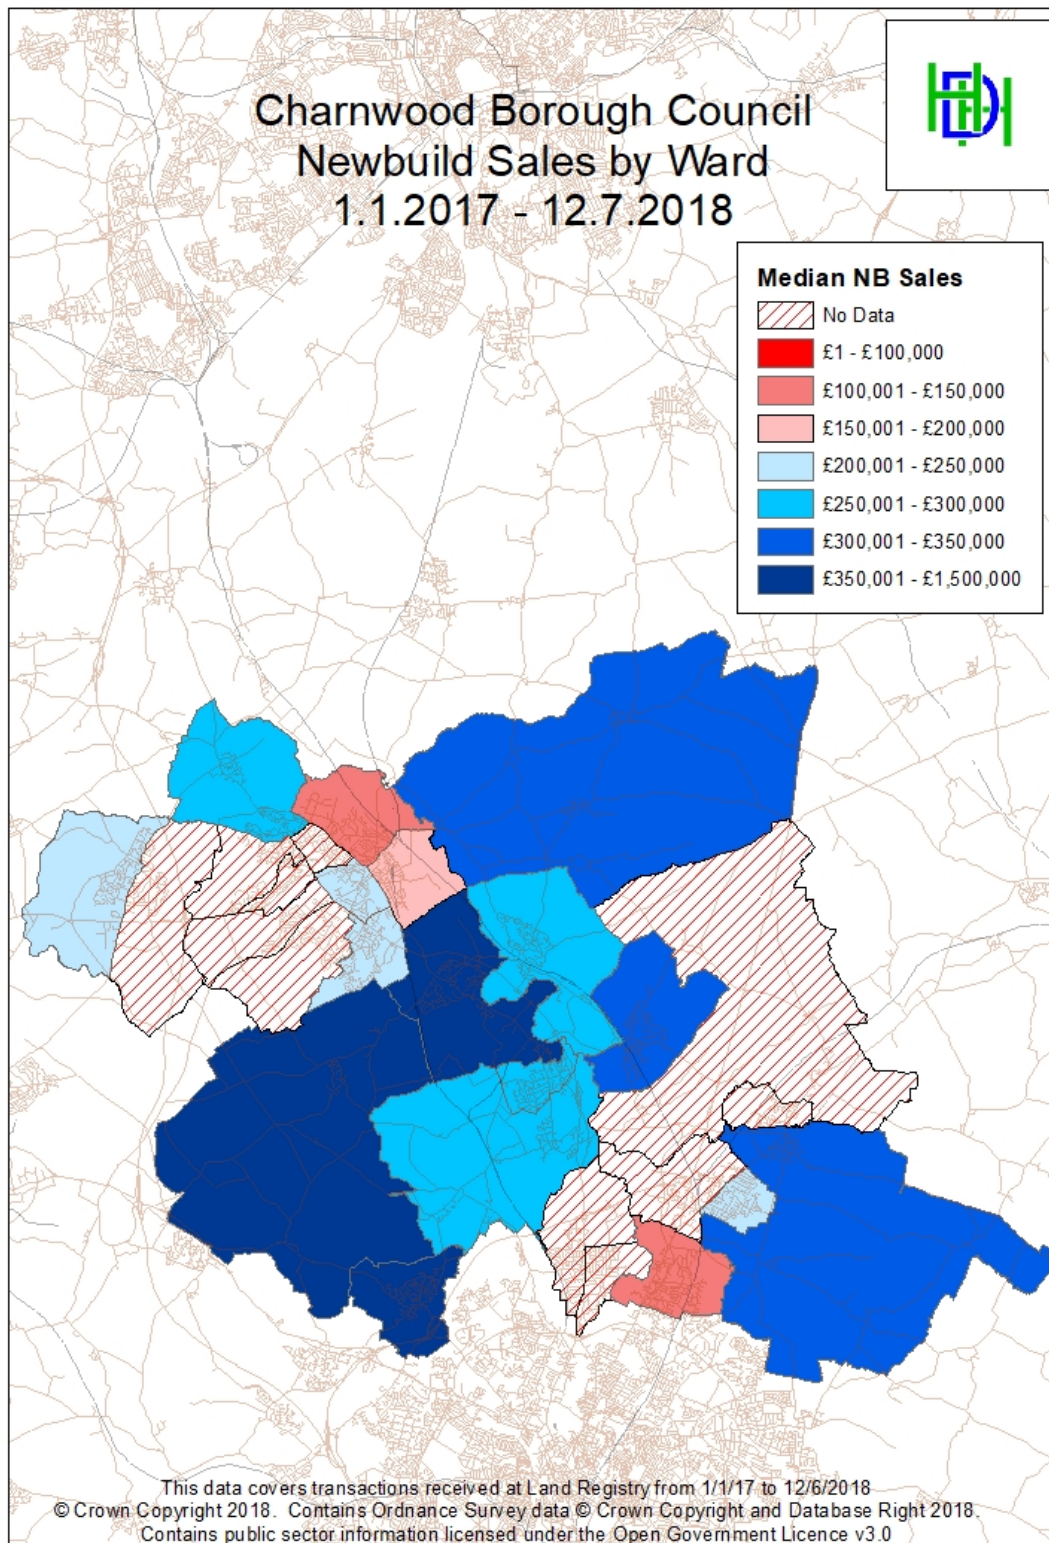 Charnwood Borough Council
Newbuild Sales by Ward
1.1.2017 - 12.7.2018
HDH
Median NB Sales
No Data
£1 - £100,000
£100,001 - £150,000
£150,001 - £200,000
£200,001 - £250,000
£250,001 - £300,000
£300,001 - £350,000
£350,001 - £1,500,000
This data covers transactions received at Land Registry from 1/1/17 to 12/6/2018
© Crown Copyright 2018. Contains Ordnance Survey data © Crown Copyright and Database Right 2018.
Contains public sector information licensed under the Open Government Licence v3.0